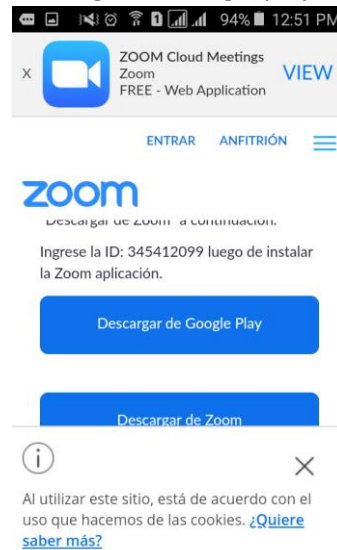 94% 12:51 PM
X
ZOOM Cloud Meetings
Zoom
FREE - Web Application
VIEW
ENTRAR ANFITRIÓN
zoom
Descargar de Zoom a continuación.
Ingrese la ID: 345412099 luego de instalar
la Zoom aplicación.
Descargar de Google Play
Descargar de Zoom
Al utilizar este sitio, está de acuerdo con el
uso que hacemos de las cookies. ¿Quiere
saber más?